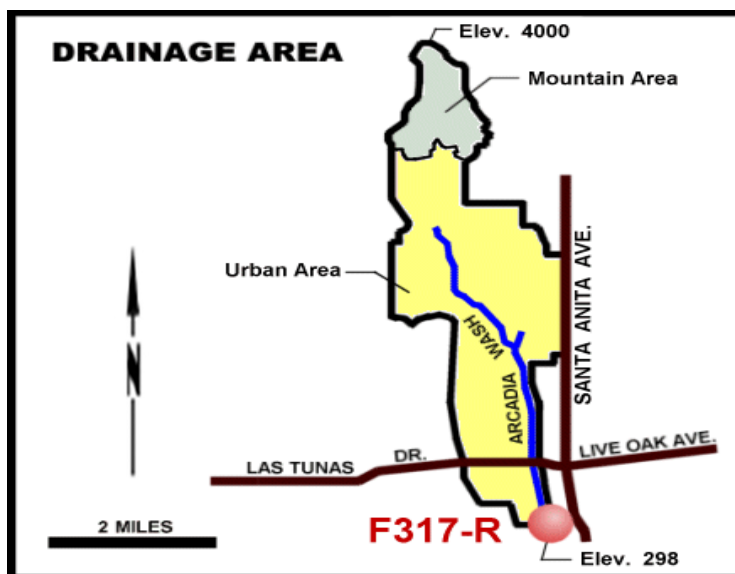 Elev. 4000
DRAINAGE AREA
Mountain Area
SANTA ANITA AVE.
Urban Area
WASH
ARCADIA
N
LAS TUNAS DR. LIVE OAK AVE.
2 MILES
F317-R
Elev. 298